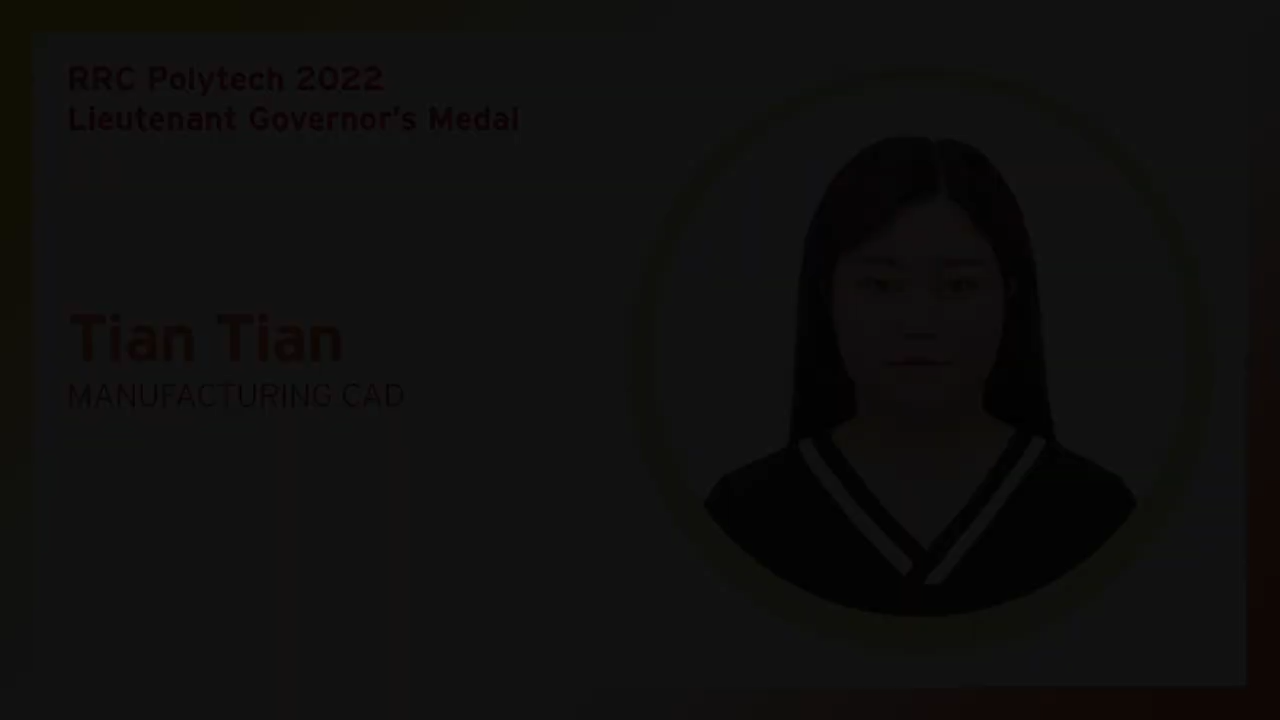 RRC Polytech 2022
Lieutenant Governor's Medal
Tian Tian
MANUFACTURING CAD